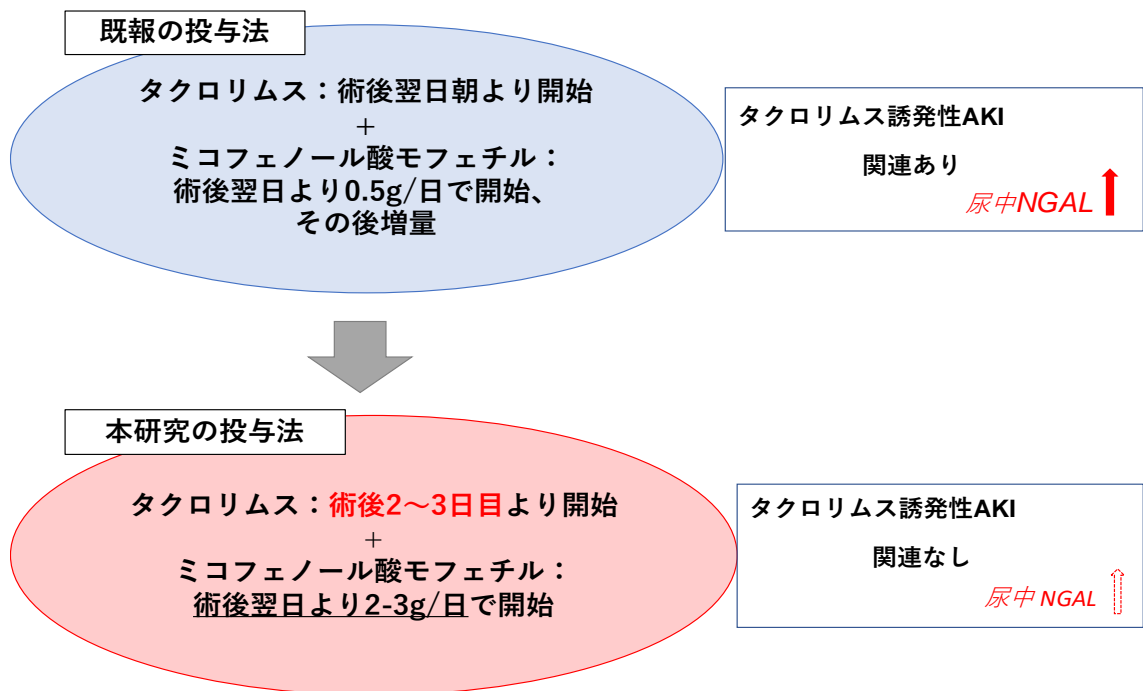 既報の投与法
タクロリムス：術後翌日朝より開始
+
ミコフェノール酸モフェチル：
術後翌日より0.5g/日で開始、
その後増量
タクロリムス誘発性AKI
関連あり
尿中NGAL
本研究の投与法
タクロリムス：術後2〜3日目より開始
+
ミコフェノール酸モフェチル：
術後翌日より2-3g/日で開始
タクロリムス誘発性AKI
関連なし
尿中 NGAL